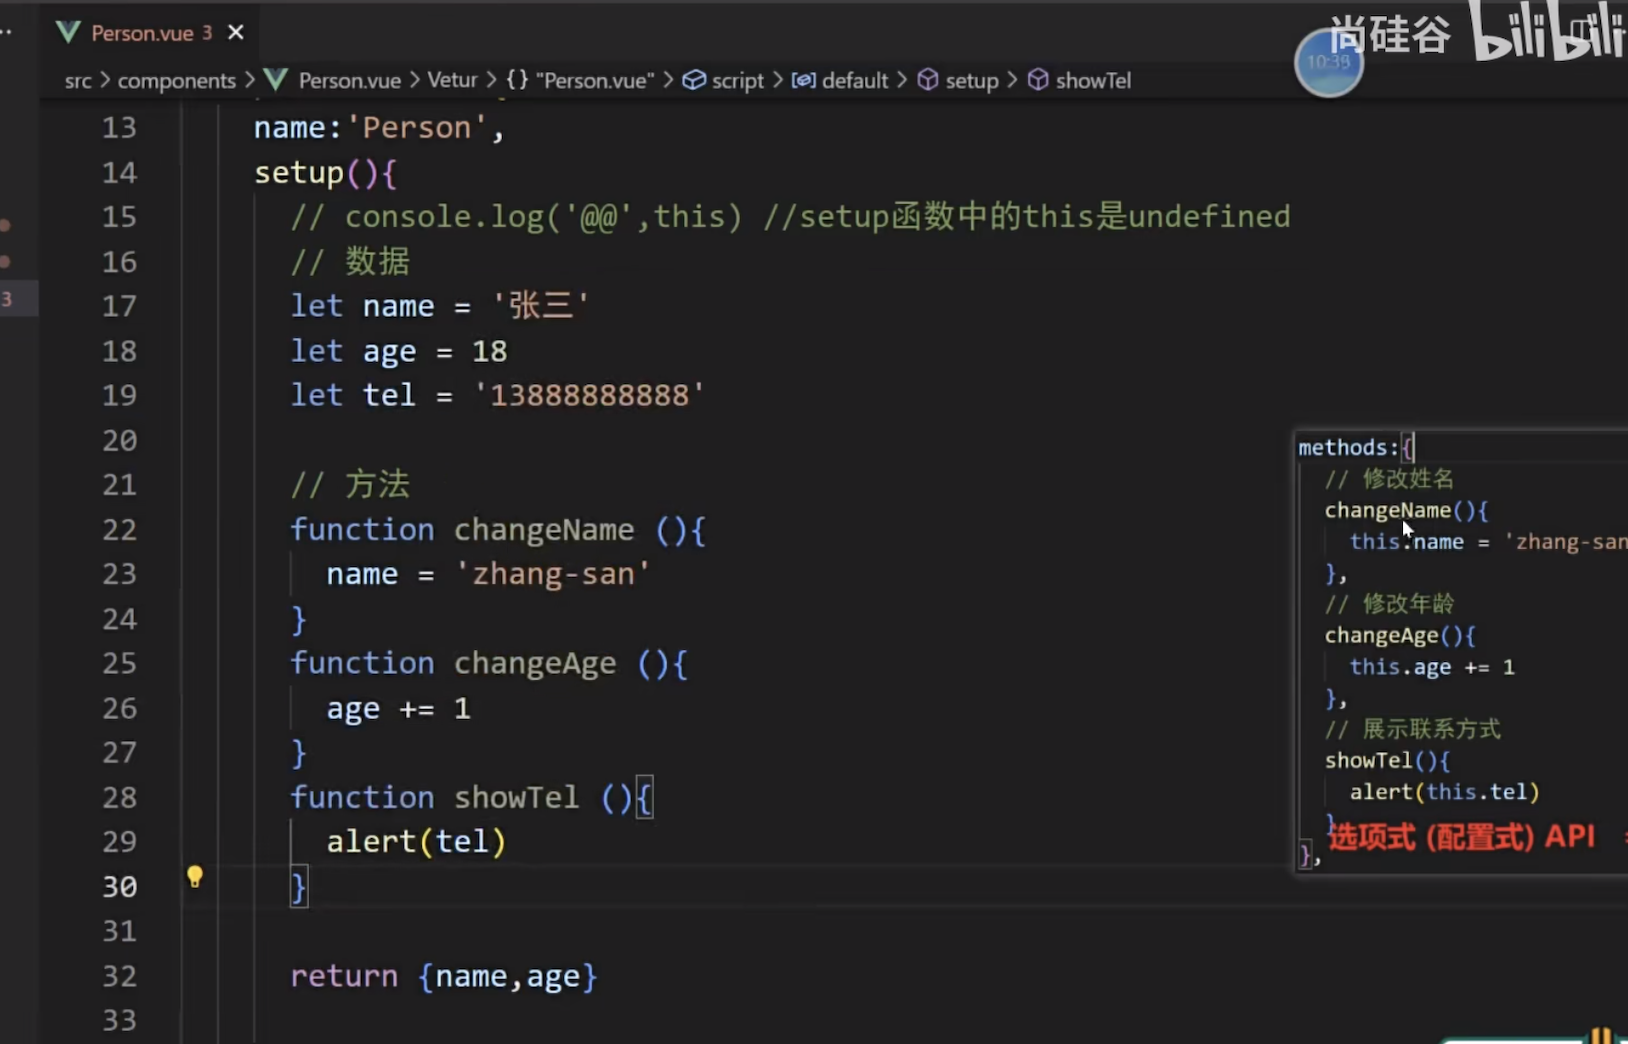 Person.vue 3
尚硅谷 bilibili
10:39
src > components > Person.vue > Vetur > {} "Person.vue" > script > default > setup > showTel
13 name:'Person',
14 setup(){
15 // console.log('@@',this) //setup函数中的this是undefined
16 // 数据
17 let name = '张三'
18 let age = 18
19 let tel = '13888888888'
20
21 // 方法
22 function changeName (){
23 name = 'zhang-san'
24 }
25 function changeAge (){
26 age += 1
27 }
28 function showTel (){
29 alert(tel)
30 }
31
32 return {name,age}
33
3
methods:{
// 修改姓名
changeName(){
this.name = 'zhang-san
},
// 修改年龄
changeAge(){
this.age += 1
},
// 展示联系方式
showTel(){
alert(this.tel)
}
选项式 (配置式) API
},